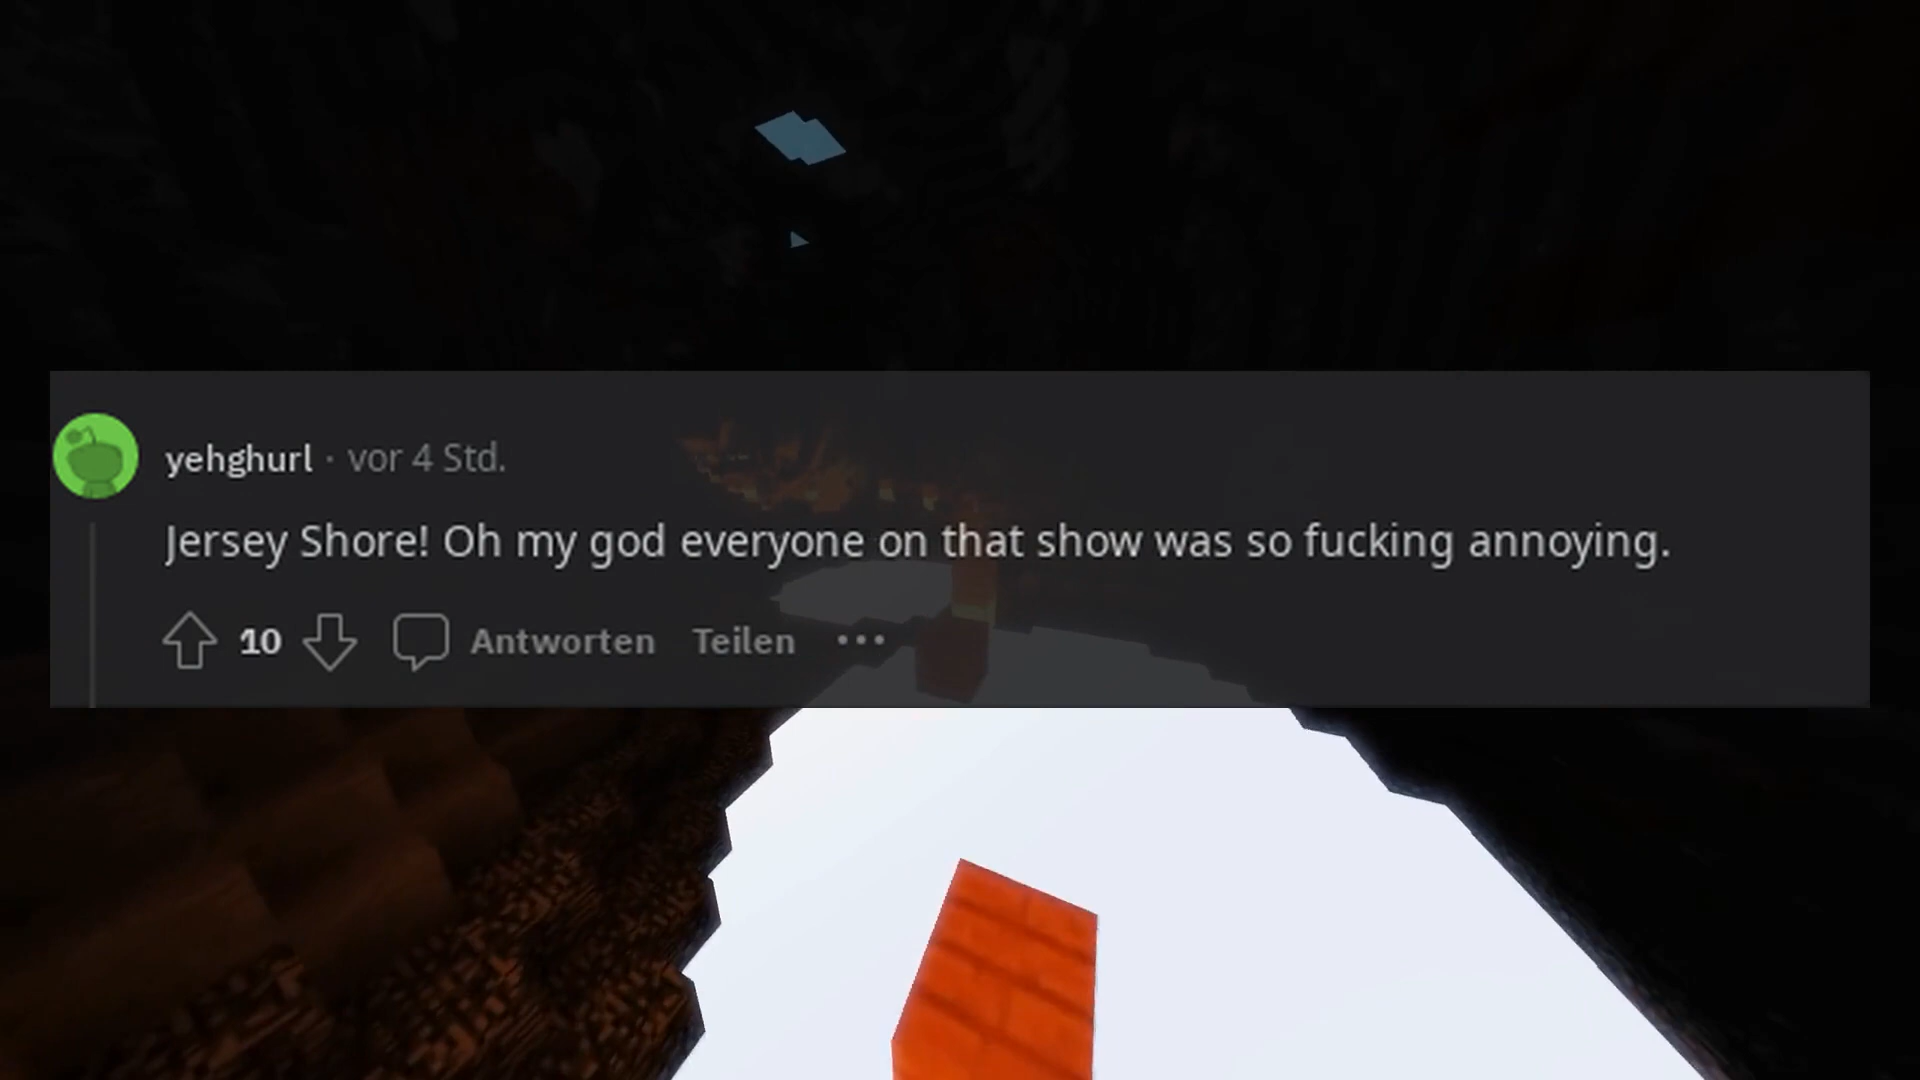 yehghurl · vor 4 Std.
Jersey Shore! Oh my god everyone on that show was so fucking annoying.
10 Antworten Teilen •••